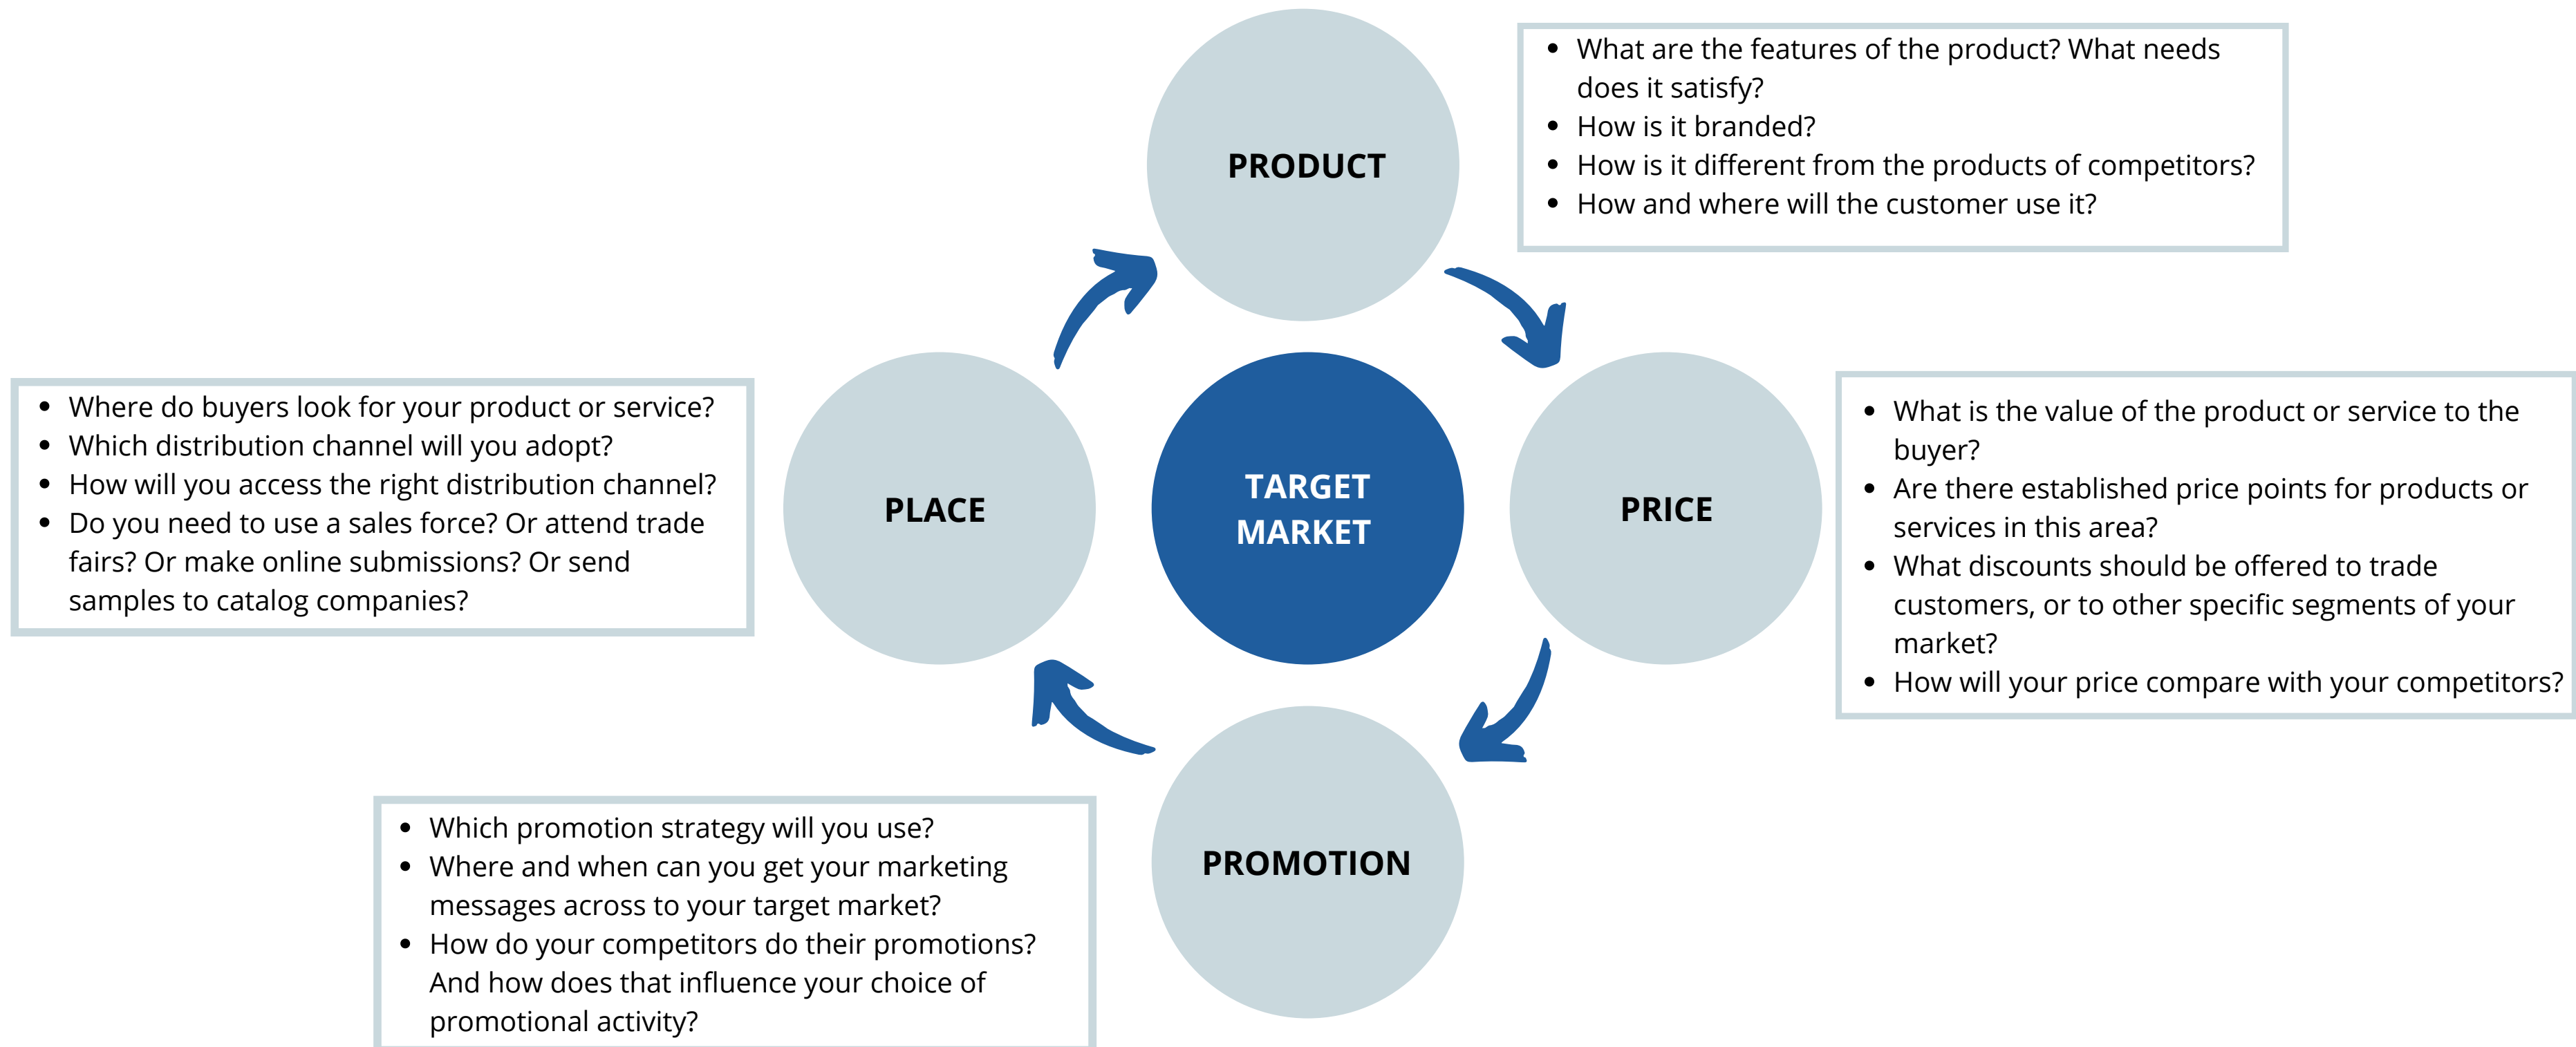 PRODUCT
• What are the features of the product? What needs
does it satisfy?
• How is it branded?
• How is it different from the products of competitors?
• How and where will the customer use it?
• Where do buyers look for your product or service?
• Which distribution channel will you adopt?
• How will you access the right distribution channel?
• Do you need to use a sales force? Or attend trade
fairs? Or make online submissions? Or send
samples to catalog companies?
PLACE
TARGET
MARKET
PRICE
• What is the value of the product or service to the
buyer?
• Are there established price points for products or
services in this area?
• What discounts should be offered to trade
customers, or to other specific segments of your
market?
• How will your price compare with your competitors?
• Which promotion strategy will you use?
• Where and when can you get your marketing
messages across to your target market?
• How do your competitors do their promotions?
And how does that influence your choice of
promotional activity?
PROMOTION